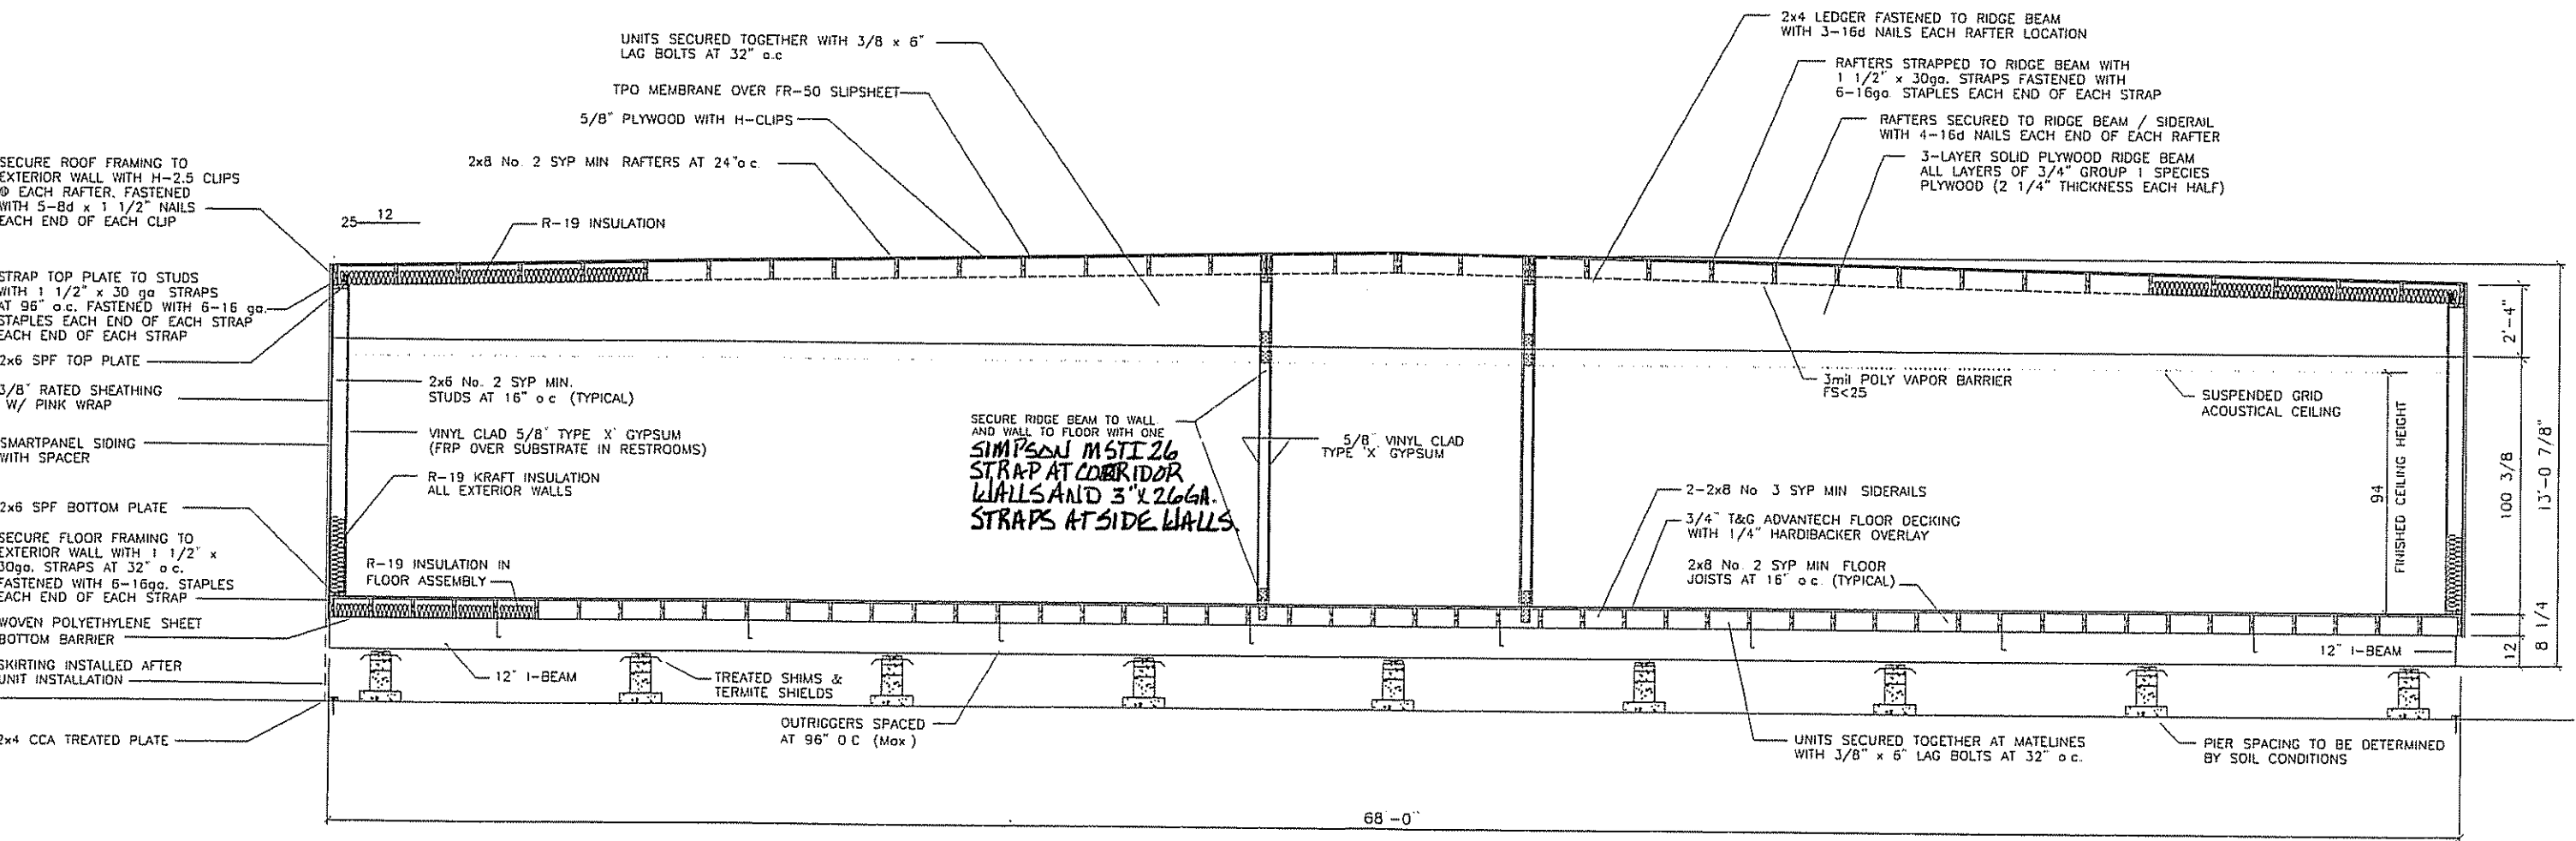 UNITS SECURED TOGETHER WITH 3/8 x 6"
LAG BOLTS AT 32" o.c
TPO MEMBRANE OVER FR-50 SLIPSHEET
5/8" PLYWOOD WITH H-CLIPS
2x8 No. 2 SYP MIN RAFTERS AT 24"o c.
2x4 LEDGER FASTENED TO RIDGE BEAM
WITH 3-16d NAILS EACH RAFTER LOCATION
RAFTERS STRAPPED TO RIDGE BEAM WITH
1 1/2" x 30ga. STRAPS FASTENED WITH
6-16ga. STAPLES EACH END OF EACH STRAP
RAFTERS SECURED TO RIDGE BEAM / SIDERAIL
WITH 4-16d NAILS EACH END OF EACH RAFTER
3-LAYER SOLID PLYWOOD RIDGE BEAM
ALL LAYERS OF 3/4" GROUP 1 SPECIES
PLYWOOD (2 1/4" THICKNESS EACH HALF)
SECURE ROOF FRAMING TO
EXTERIOR WALL WITH H-2.5 CLIPS
@ EACH RAFTER, FASTENED
WITH 5-8d x 1 1/2" NAILS
EACH END OF EACH CLIP
12
25
R-19 INSULATION
STRAP TOP PLATE TO STUDS
WITH 1 1/2" x 30 ga STRAPS
AT 96" o.c. FASTENED WITH 6-16 ga.
STAPLES EACH END OF EACH STRAP
EACH END OF EACH STRAP
2x6 SPF TOP PLATE
3/8" RATED SHEATHING
W/ PINK WRAP
SMARTPANEL SIDING
WITH SPACER
2x6 SPF BOTTOM PLATE
SECURE FLOOR FRAMING TO
EXTERIOR WALL WITH 1 1/2" x
30ga. STRAPS AT 32" o c.
FASTENED WITH 6-16ga. STAPLES
EACH END OF EACH STRAP
WOVEN POLYETHYLENE SHEET
BOTTOM BARRIER
SKIRTING INSTALLED AFTER
UNIT INSTALLATION
2x4 CCA TREATED PLATE
2x6 No. 2 SYP MIN.
STUDS AT 16" o c (TYPICAL)
VINYL CLAD 5/8" TYPE 'X' GYPSUM
(FRP OVER SUBSTRATE IN RESTROOMS)
R-19 KRAFT INSULATION
ALL EXTERIOR WALLS
R-19 INSULATION IN
FLOOR ASSEMBLY
SECURE RIDGE BEAM TO WALL
AND WALL TO FLOOR WITH ONE
SIMPSON MSTI 26
STRAP AT CORRIDOR
WALLS AND 3"X26GA.
STRAPS AT SIDE WALLS.
5/8" VINYL CLAD
TYPE 'X' GYPSUM
3mil POLY VAPOR BARRIER
FS<25
SUSPENDED GRID
ACOUSTICAL CEILING
2-2x8 No 3 SYP MIN SIDERAILS
3/4" T&G ADVANTECH FLOOR DECKING
WITH 1/4" HARDIBACKER OVERLAY
2x8 No. 2 SYP MIN FLOOR
JOISTS AT 16" o c. (TYPICAL)
94
FINISHED CEILING HEIGHT
2'-4"
100 3/8
13'-0 7/8"
12
8 1/4
12" I-BEAM
12" I-BEAM
TREATED SHIMS &
TERMITE SHIELDS
OUTRIGGERS SPACED
AT 96" O C (Max )
UNITS SECURED TOGETHER AT MATELINES
WITH 3/8" x 6" LAG BOLTS AT 32" o c.
PIER SPACING TO BE DETERMINED
BY SOIL CONDITIONS
68'-0"